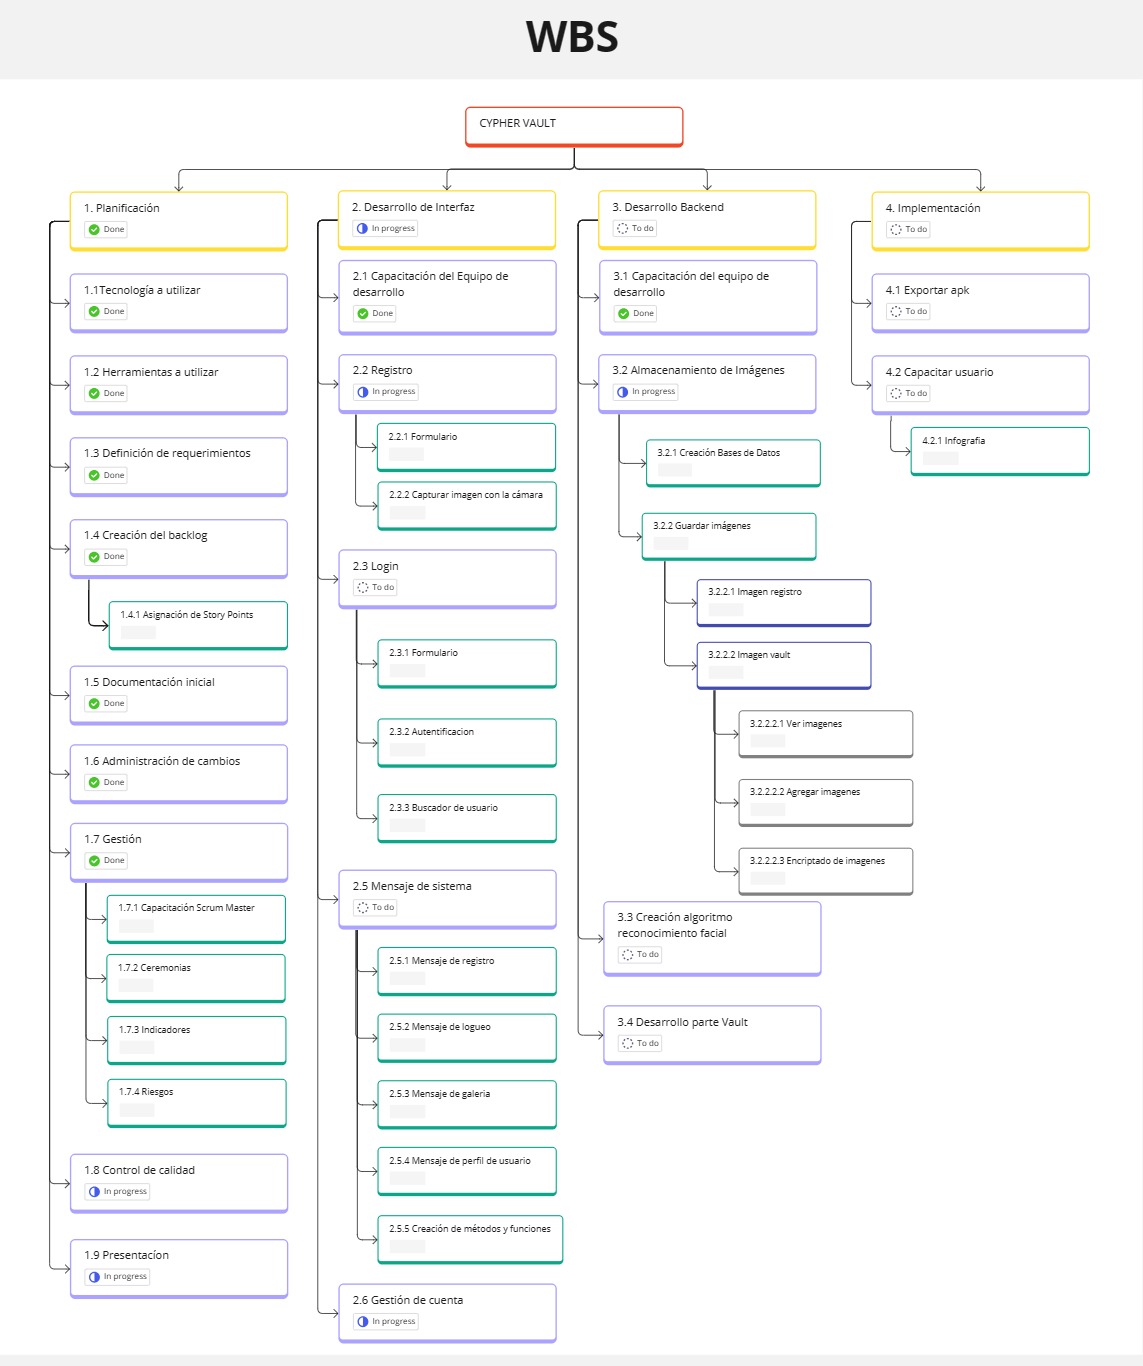 WBS
CYPHER VAULT
1. Planificación
Done
1.1Tecnología a utilizar
Done
1.2 Herramientas a utilizar
Done
1.3 Definición de requerimientos
Done
1.4 Creación del backlog
Done
1.4.1 Asignación de Story Points
1.5 Documentación inicial
Done
1.6 Administración de cambios
Done
1.7 Gestión
Done
1.7.1 Capacitación Scrum Master
1.7.2 Ceremonias
1.7.3 Indicadores
1.7.4 Riesgos
1.8 Control de calidad
In progress
1.9 Presentacíon
In progress
2. Desarrollo de Interfaz
In progress
2.1 Capacitación del Equipo de
desarrollo
Done
2.2 Registro
In progress
2.2.1 Formulario
2.2.2 Capturar imagen con la cámara
2.3 Login
To do
2.3.1 Formulario
2.3.2 Autentificacion
2.3.3 Buscador de usuario
2.5 Mensaje de sistema
To do
2.5.1 Mensaje de registro
2.5.2 Mensaje de logueo
2.5.3 Mensaje de galeria
2.5.4 Mensaje de perfil de usuario
2.5.5 Creación de métodos y funciones
2.6 Gestión de cuenta
In progress
3. Desarrollo Backend
To do
3.1 Capacitación del equipo de
desarrollo
Done
3.2 Almacenamiento de Imágenes
In progress
3.2.1 Creación Bases de Datos
3.2.2 Guardar imágenes
3.2.2.1 Imagen registro
3.2.2.2 Imagen vault
3.2.2.2.1 Ver imagenes
3.2.2.2.2 Agregar imagenes
3.2.2.2.3 Encriptado de imagenes
3.3 Creación algoritmo
reconocimiento facial
To do
3.4 Desarrollo parte Vault
To do
4. Implementación
To do
4.1 Exportar apk
To do
4.2 Capacitar usuario
To do
4.2.1 Infografia